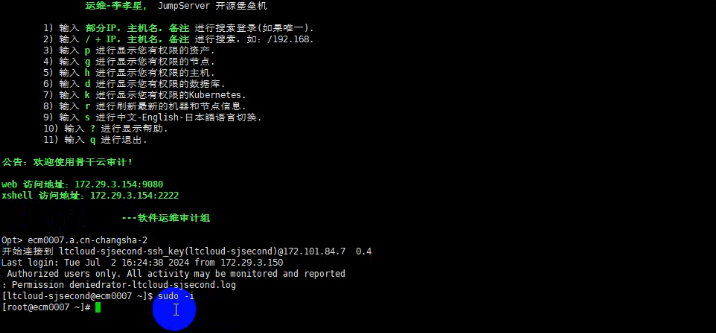 运维-李孝星， JumpServer 开源堡垒机
1) 输入 部分IP，主机名，备注 进行搜索登录(如果唯一).
2) 输入 / + IP，主机名，备注 进行搜索，如：/192.168.
3) 输入 p 进行显示您有权限的资产.
4) 输入 g 进行显示您有权限的节点.
5) 输入 h 进行显示您有权限的主机.
6) 输入 d 进行显示您有权限的数据库.
7) 输入 k 进行显示您有权限的Kubernetes.
8) 输入 r 进行刷新最新的机器和节点信息.
9) 输入 s 进行中文-English-日本語语言切换.
10) 输入 ? 进行显示帮助.
11) 输入 q 进行退出.
公告：欢迎使用骨干云审计!
web 访问地址：172.29.3.154:9080
xshell 访问地址：172.29.3.154:2222
---软件运维审计组
Opt> ecm0007.a.cn-changsha-2
开始连接到 ltcloud-sjsecond-ssh_key(ltcloud-sjsecond)@172.101.84.7  0.4
Last login: Tue Jul  2 16:24:38 2024 from 172.29.3.150
Authorized users only. All activity may be monitored and reported
: Permission deniedrator-ltcloud-sjsecond.log
[ltcloud-sjsecond@ecm0007 ~]$ sudo -i
[root@ecm0007 ~]#